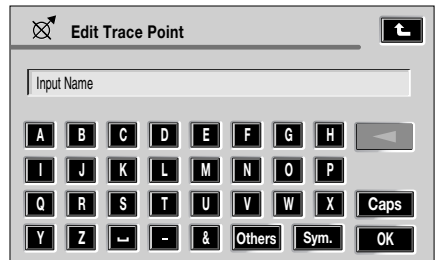 Edit Trace Point
Input Name
A B C D E F G H
I J K L M N O P
Q R S T U V W X Caps
Y Z ⎵ - & Others Sym. OK